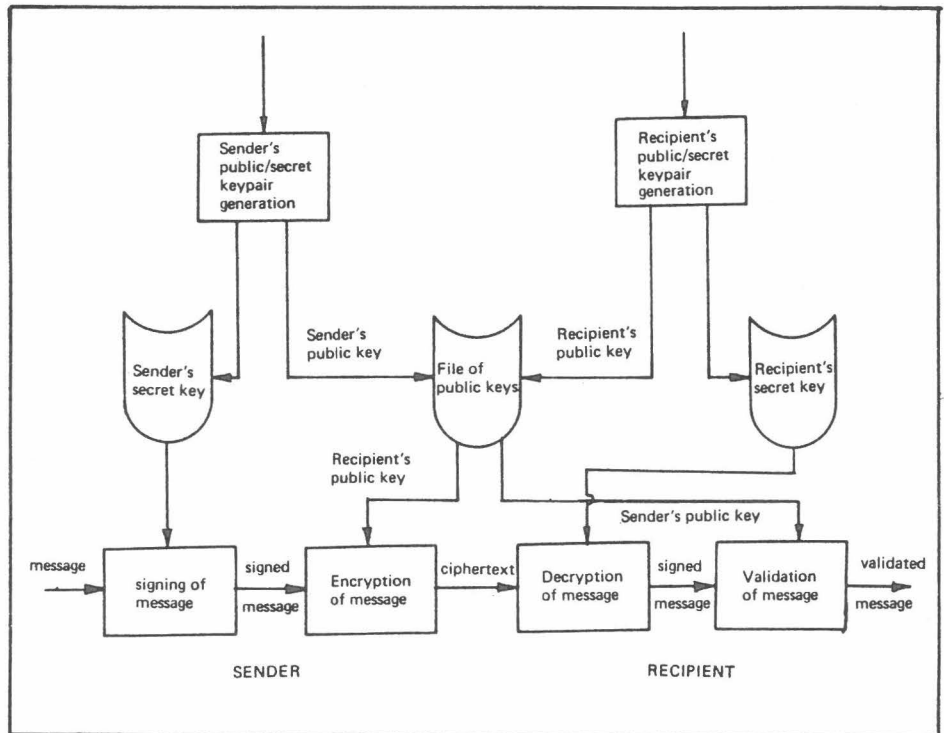 Sender's
public/secret
keypair
generation
Recipient's
public/secret
keypair
generation
Sender's
secret key
Sender's
public key
File of
public keys
Recipient's
public key
Recipient's
secret key
Recipient's
public key
Sender's public key
message
signing of
message
signed
message
Encryption
of message
ciphertext
Decryption
of message
signed
message
Validation
of message
validated
message
SENDER
RECIPIENT